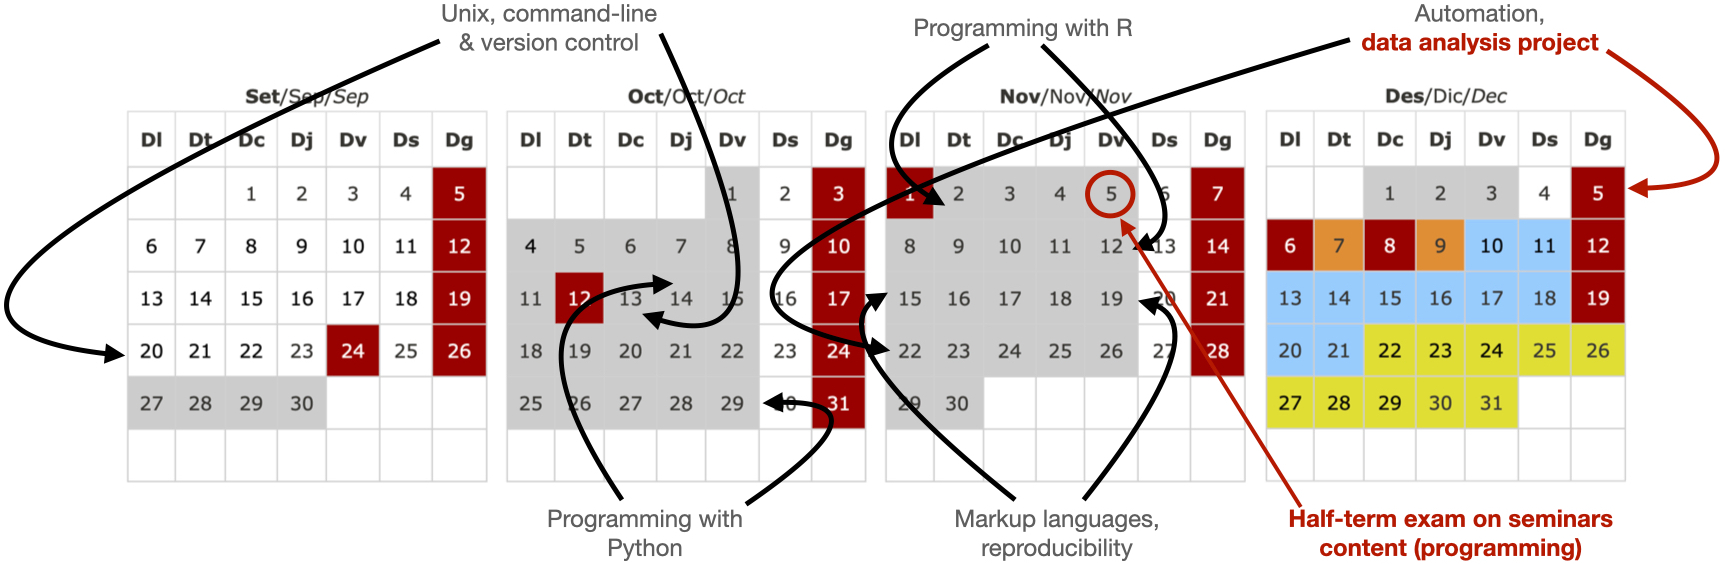 Unix, command-line
& version control
Programming with R
Automation,
data analysis project
Set/Sep/Sep
Dl Dt Dc Dj Dv Ds Dg
1 2 3 4 5
6 7 8 9 10 11 12
13 14 15 16 17 18 19
20 21 22 23 24 25 26
27 28 29 30
Oct/Oct/Oct
Dl Dt Dc Dj Dv Ds Dg
1 2 3
4 5 6 7 8 9 10
11 12 13 14 15 16 17
18 19 20 21 22 23 24
25 26 27 28 29 30 31
Nov/Nov/Nov
Dl Dt Dc Dj Dv Ds Dg
1 2 3 4 5 6 7
8 9 10 11 12 13 14
15 16 17 18 19 20 21
22 23 24 25 26 27 28
29 30
Des/Dic/Dec
Dl Dt Dc Dj Dv Ds Dg
1 2 3 4 5
6 7 8 9 10 11 12
13 14 15 16 17 18 19
20 21 22 23 24 25 26
27 28 29 30 31
Programming with
Python
Markup languages,
reproducibility
Half-term exam on seminars
content (programming)